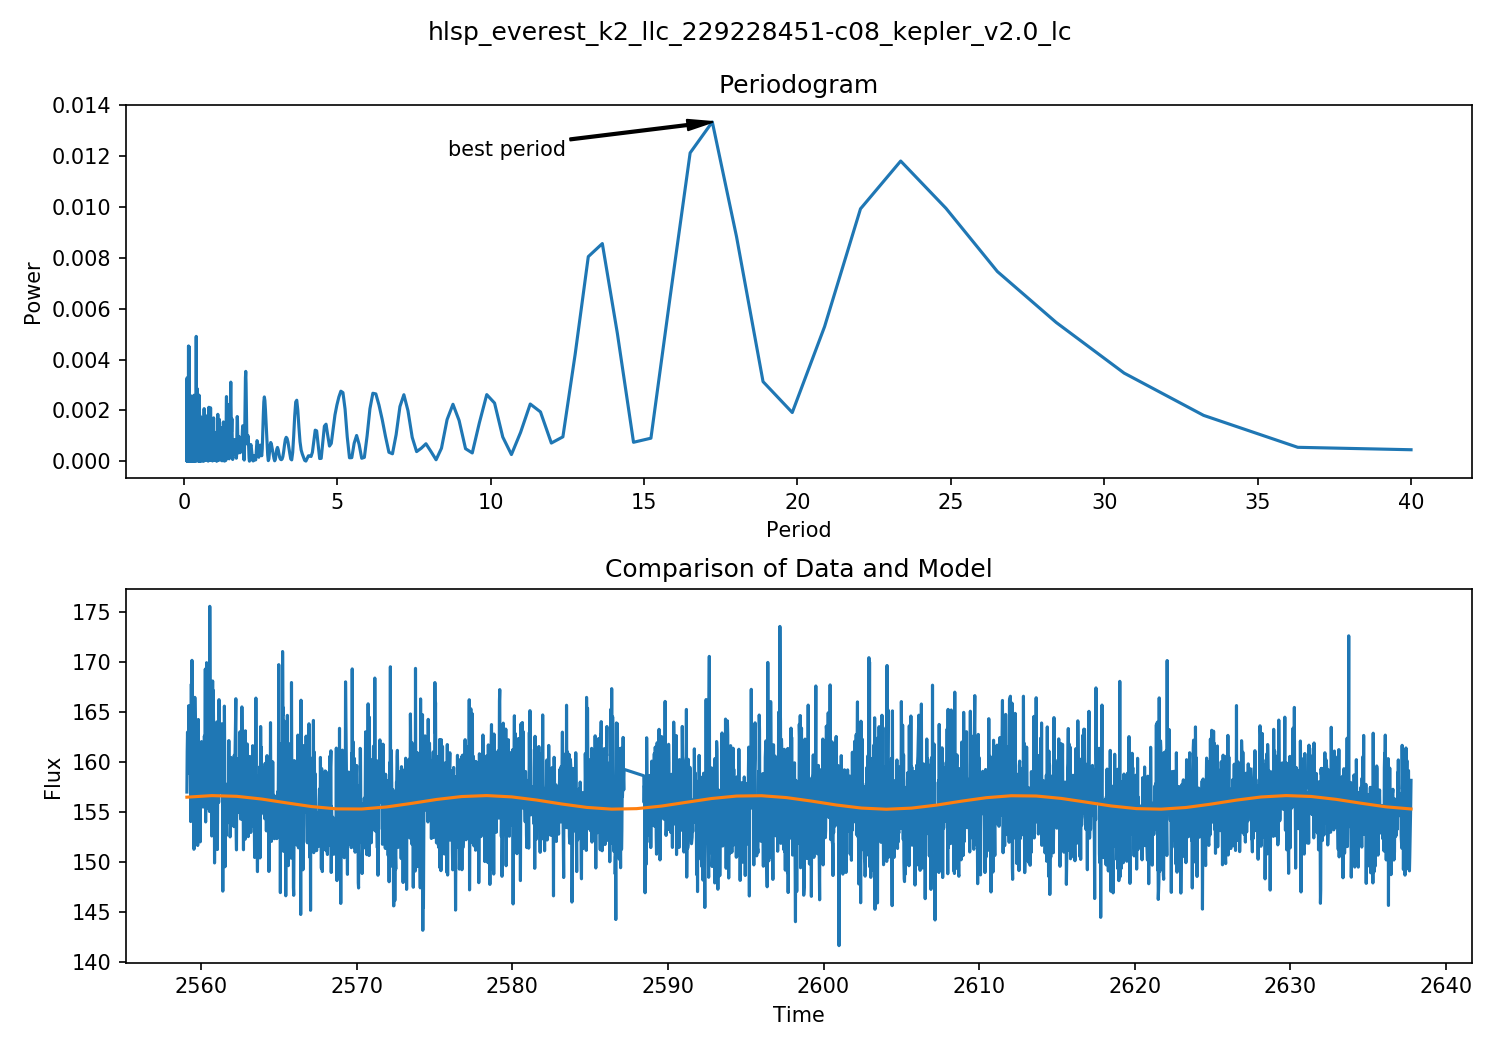 hlsp_everest_k2_llc_229228451-c08_kepler_v2.0_lc
Periodogram
0.014
0.012
0.010
0.008
0.006
0.004
0.002
0.000
Power
best period
0 5 10 15 20 25 30 35 40
Period
Comparison of Data and Model
175
170
165
160
155
150
145
140
Flux
2560 2570 2580 2590 2600 2610 2620 2630 2640
Time